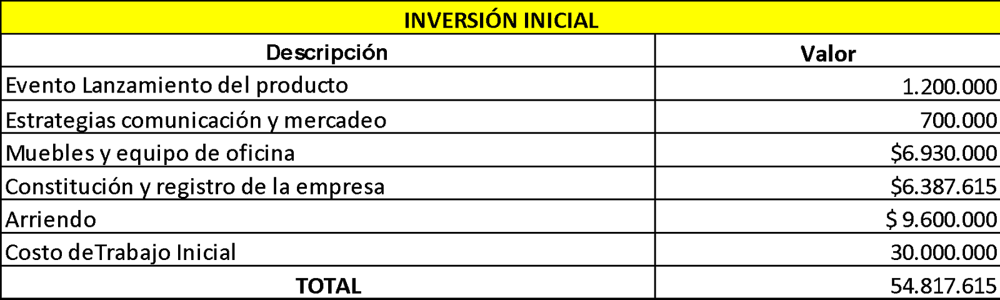 INVERSIÓN INICIAL
Descripción Valor
Evento Lanzamiento del producto 1.200.000
Estrategias comunicación y mercadeo 700.000
Muebles y equipo de oficina $6.930.000
Constitución y registro de la empresa $6.387.615
Arriendo $ 9.600.000
Costo deTrabajo Inicial 30.000.000
TOTAL 54.817.615